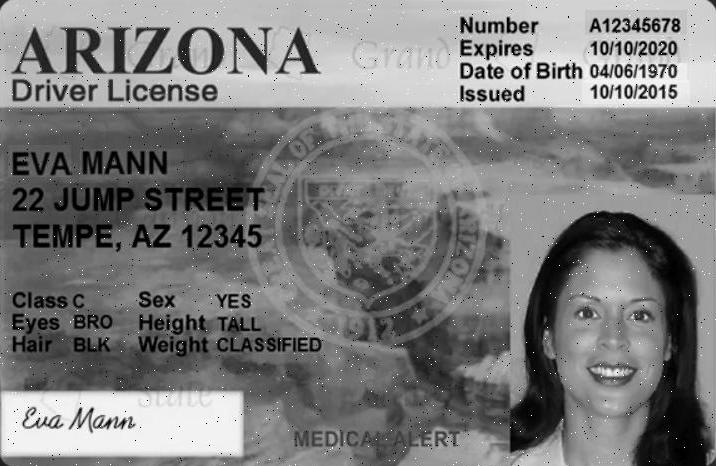 ARIZONA
Driver License
Number A12345678
Expires 10/10/2020
Date of Birth 04/06/1970
Issued 10/10/2015
Grand
EVA MANN
22 JUMP STREET
TEMPE, AZ 12345
Class C Sex YES
Eyes BRO Height TALL
Hair BLK Weight CLASSIFIED
State
Eva Mann
MEDICAL ALERT
1912